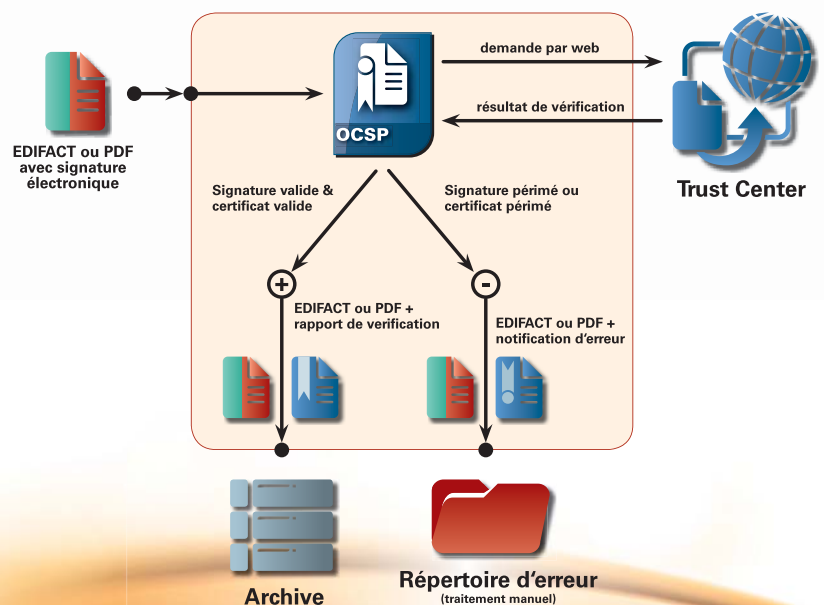 demande par web
résultat de vérification
OCSP
EDIFACT ou PDF
avec signature
électronique
Trust Center
Signature valide &
certificat valide
Signature périmé ou
certificat périmé
+
-
EDIFACT ou PDF +
rapport de verification
EDIFACT ou PDF +
notification d‘erreur
Archive
Répertoire d‘erreur
(traitement manuel)